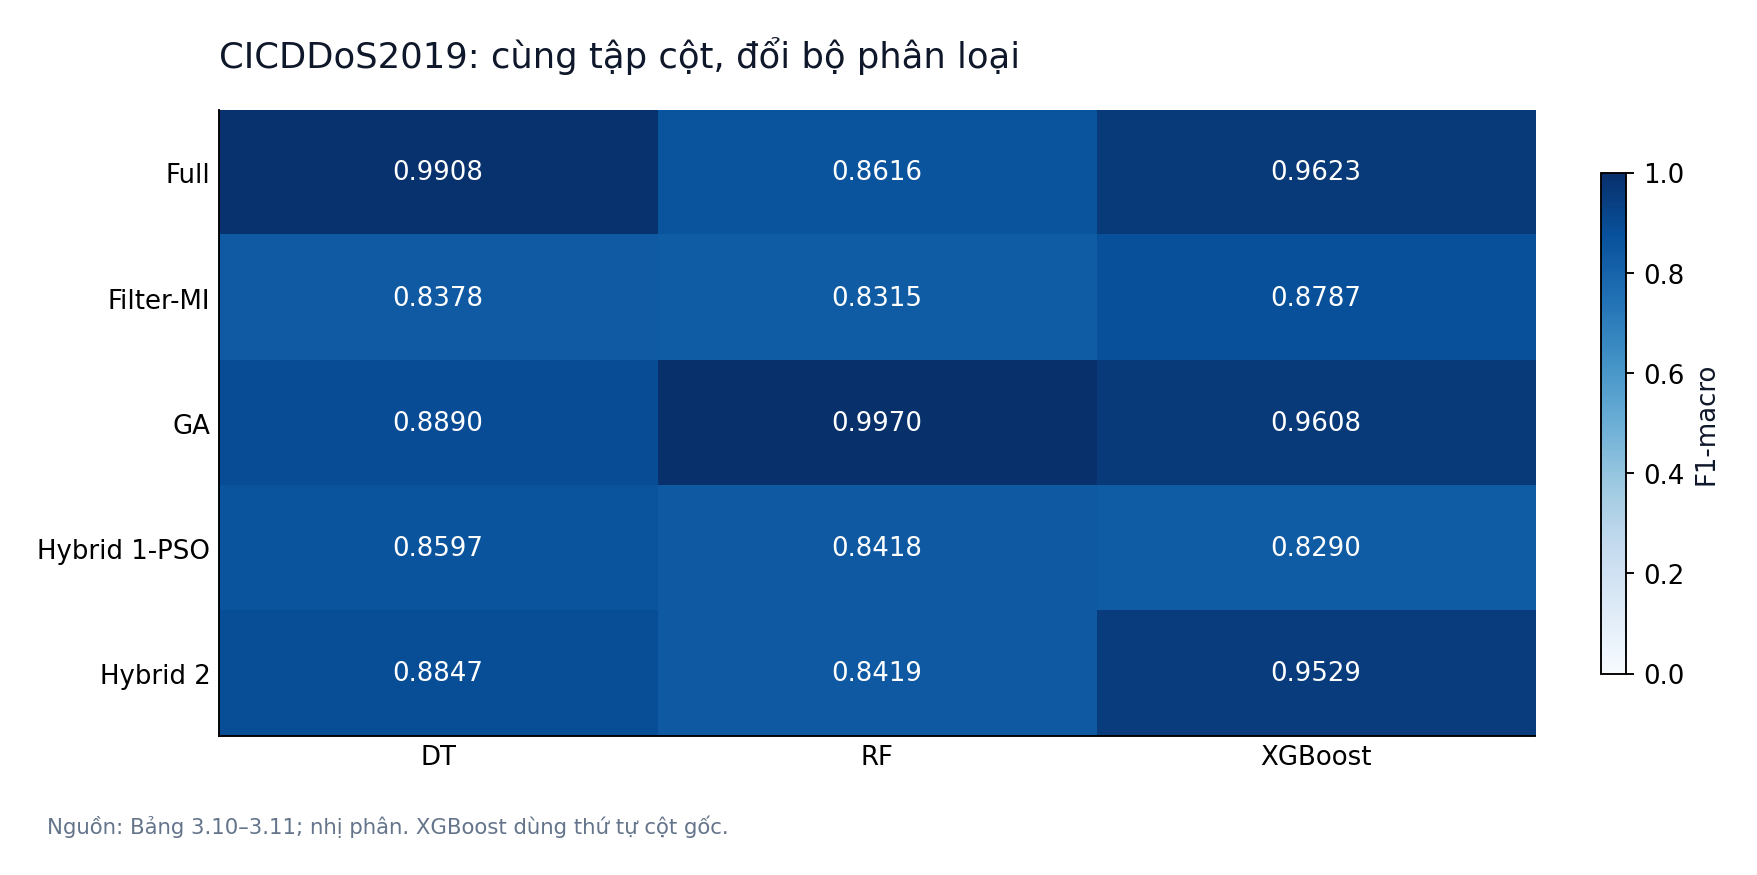 CICDDoS2019: cùng tập cột, đổi bộ phân loại
Full 0.9908 0.8616 0.9623
Filter-MI 0.8378 0.8315 0.8787
GA 0.8890 0.9970 0.9608
Hybrid 1-PSO 0.8597 0.8418 0.8290
Hybrid 2 0.8847 0.8419 0.9529
DT RF XGBoost
1.0
0.8
0.6
0.4
0.2
0.0
F1-macro
Nguồn: Bảng 3.10–3.11; nhị phân. XGBoost dùng thứ tự cột gốc.